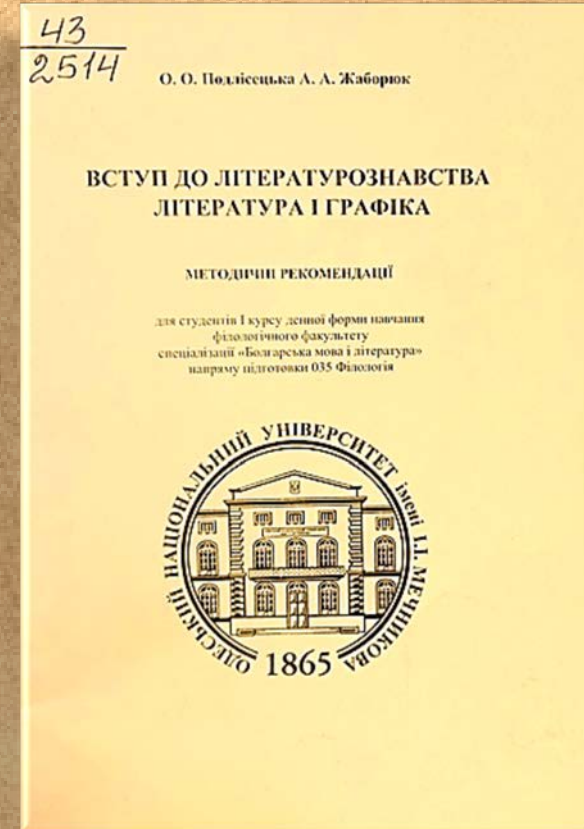 43
2514
О. О. Подлісецька А. А. Жаборюк
ВСТУП ДО ЛІТЕРАТУРОЗНАВСТВА
ЛІТЕРАТУРА І ГРАФІКА
МЕТОДИЧНІ РЕКОМЕНДАЦІЇ
для студентів І курсу денної форми навчання
філологічного факультету
спеціалізації «Болгарська мова і література»
напряму підготовки 035 Філологія
ОДЕСЬКИЙ НАЦІОНАЛЬНИЙ УНІВЕРСИТЕТ імені І.І. МЕЧНИКОВА
1865